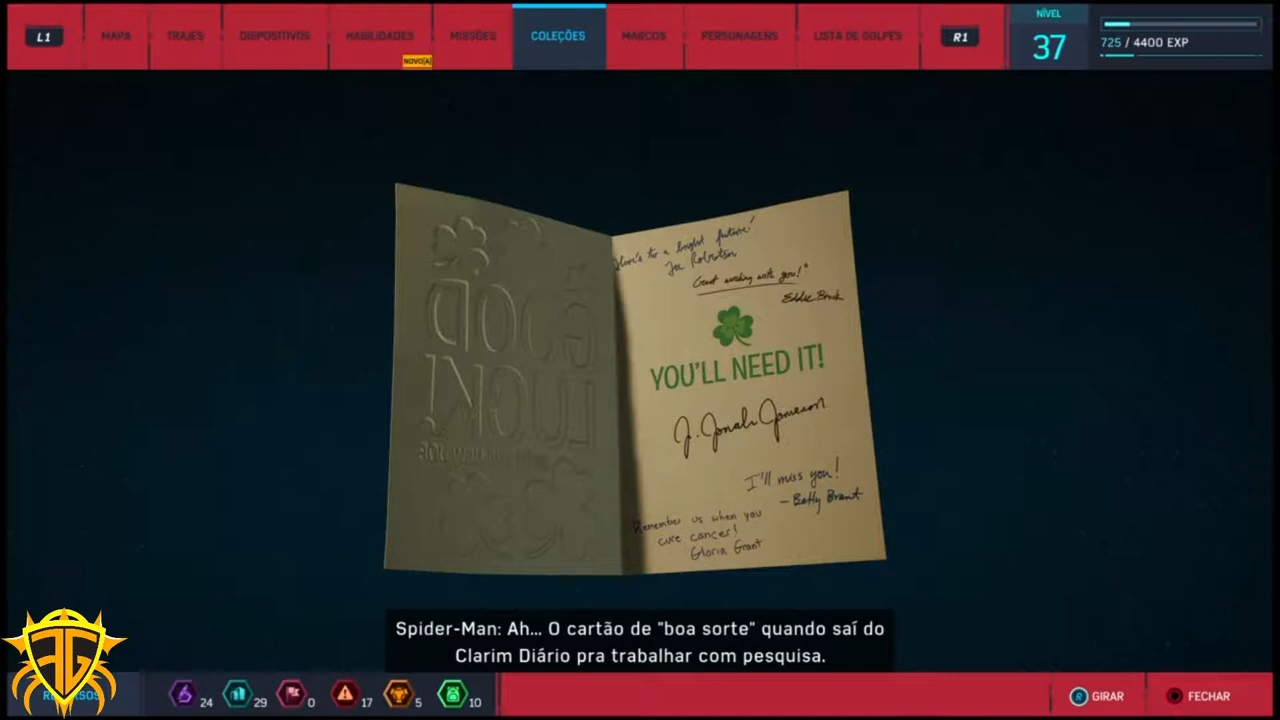 L1
MAPA
TRAJES
DISPOSITIVOS
HABILIDADES
NOVO(A)
MISSÕES
COLEÇÕES
MARCOS
PERSONAGENS
LISTA DE GOLPES
R1
NÍVEL
37
725 / 4400 EXP
GOOD
LUCK!
Here's to a bright future!
Joe Robertson
Great working with you!"
Eddie Brock
YOU'LL NEED IT!
J. Jonah Jameson
I'll miss you!
- Betty Brant
Remember us when you
cure cancer!
Gloria Grant
Spider-Man: Ah... O cartão de "boa sorte" quando saí do
Clarim Diário pra trabalhar com pesquisa.
24
29
0
17
5
10
R GIRAR
FECHAR